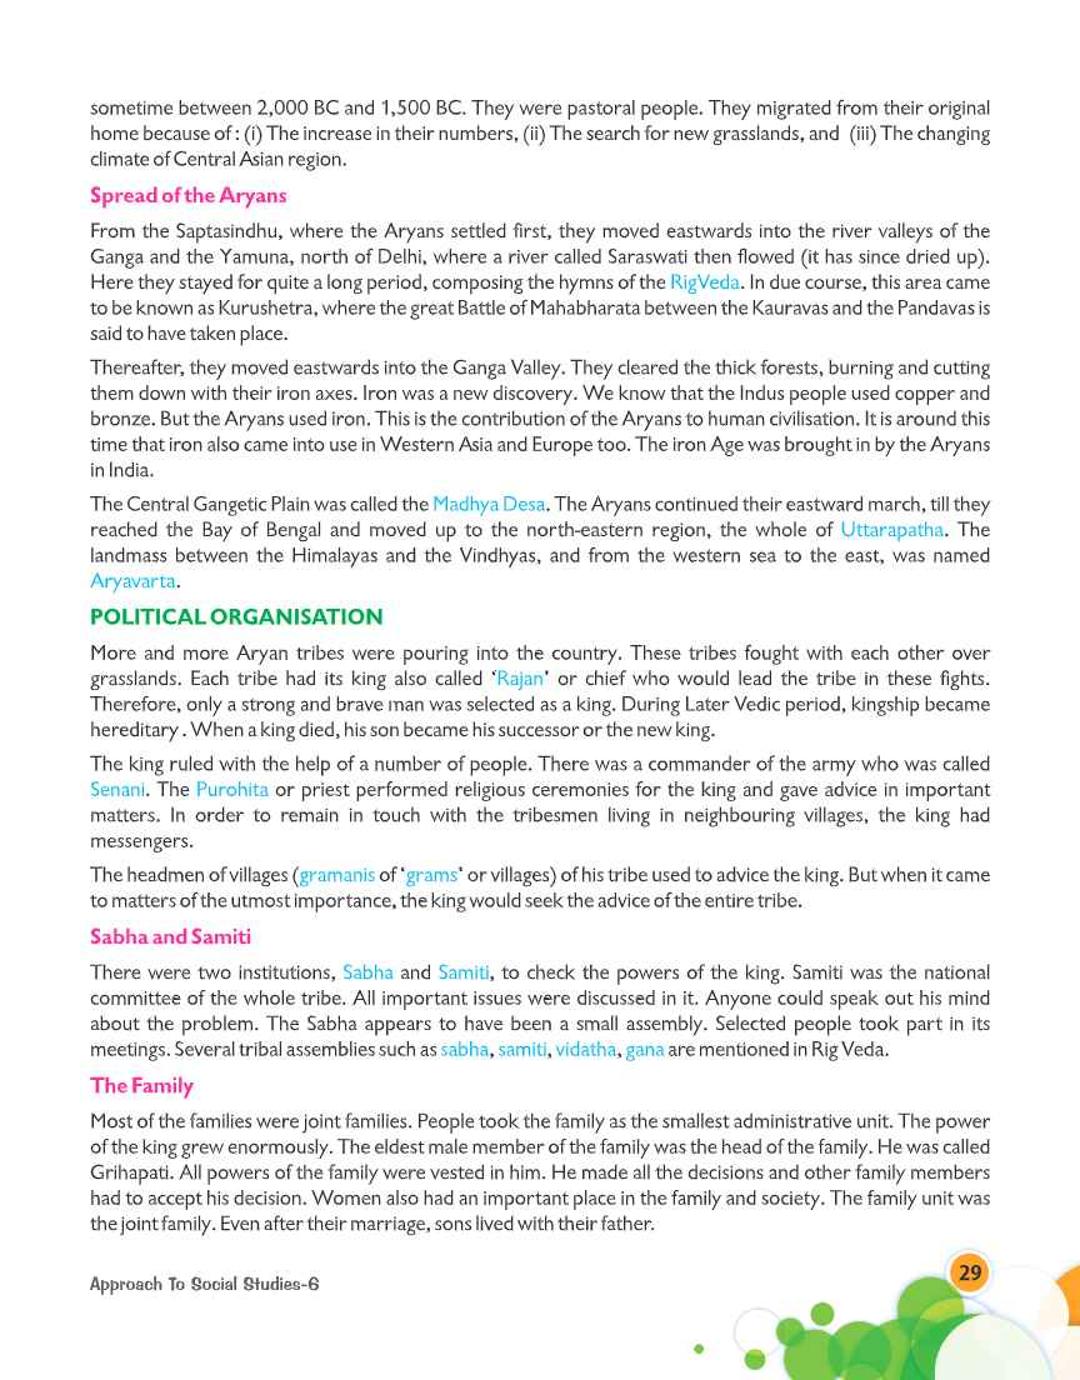 sometime between 2,000 BC and 1,500 BC. They were pastoral people. They migrated from their original
home because of : (i) The increase in their numbers, (ii) The search for new grasslands, and (iii) The changing
climate of Central Asian region.
Spread of the Aryans
From the Saptasindhu, where the Aryans settled first, they moved eastwards into the river valleys of the
Ganga and the Yamuna, north of Delhi, where a river called Saraswati then flowed (it has since dried up).
Here they stayed for quite a long period, composing the hymns of the RigVeda. In due course, this area came
to be known as Kurushetra, where the great Battle of Mahabharata between the Kauravas and the Pandavas is
said to have taken place.
Thereafter, they moved eastwards into the Ganga Valley. They cleared the thick forests, burning and cutting
them down with their iron axes. Iron was a new discovery. We know that the Indus people used copper and
bronze. But the Aryans used iron. This is the contribution of the Aryans to human civilisation. It is around this
time that iron also came into use in Western Asia and Europe too. The iron Age was brought in by the Aryans
in India.
The Central Gangetic Plain was called the Madhya Desa. The Aryans continued their eastward march, till they
reached the Bay of Bengal and moved up to the north-eastern region, the whole of Uttarapatha. The
landmass between the Himalayas and the Vindhyas, and from the western sea to the east, was named
Aryavarta.
POLITICAL ORGANISATION
More and more Aryan tribes were pouring into the country. These tribes fought with each other over
grasslands. Each tribe had its king also called 'Rajan' or chief who would lead the tribe in these fights.
Therefore, only a strong and brave man was selected as a king. During Later Vedic period, kingship became
hereditary . When a king died, his son became his successor or the new king.
The king ruled with the help of a number of people. There was a commander of the army who was called
Senani. The Purohita or priest performed religious ceremonies for the king and gave advice in important
matters. In order to remain in touch with the tribesmen living in neighbouring villages, the king had
messengers.
The headmen of villages (gramanis of 'grams' or villages) of his tribe used to advice the king. But when it came
to matters of the utmost importance, the king would seek the advice of the entire tribe.
Sabha and Samiti
There were two institutions, Sabha and Samiti, to check the powers of the king. Samiti was the national
committee of the whole tribe. All important issues were discussed in it. Anyone could speak out his mind
about the problem. The Sabha appears to have been a small assembly. Selected people took part in its
meetings. Several tribal assemblies such as sabha, samiti, vidatha, gana are mentioned in Rig Veda.
The Family
Most of the families were joint families. People took the family as the smallest administrative unit. The power
of the king grew enormously. The eldest male member of the family was the head of the family. He was called
Grihapati. All powers of the family were vested in him. He made all the decisions and other family members
had to accept his decision. Women also had an important place in the family and society. The family unit was
the joint family. Even after their marriage, sons lived with their father.
Approach To Social Studies-6
29